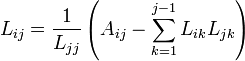 L_{ij} = \frac{1}{L_{jj}} \left( A_{ij} - \sum_{k=1}^{j-1} L_{ik} L_{jk} \right)